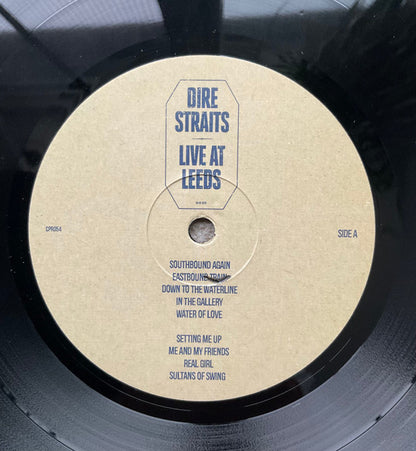 DIRE
STRAITS
LIVE AT
LEEDS
CPR054
SIDE A
SOUTHBOUND AGAIN
EASTBOUND TRAIN
DOWN TO THE WATERLINE
IN THE GALLERY
WATER OF LOVE
SETTING ME UP
ME AND MY FRIENDS
REAL GIRL
SULTANS OF SWING